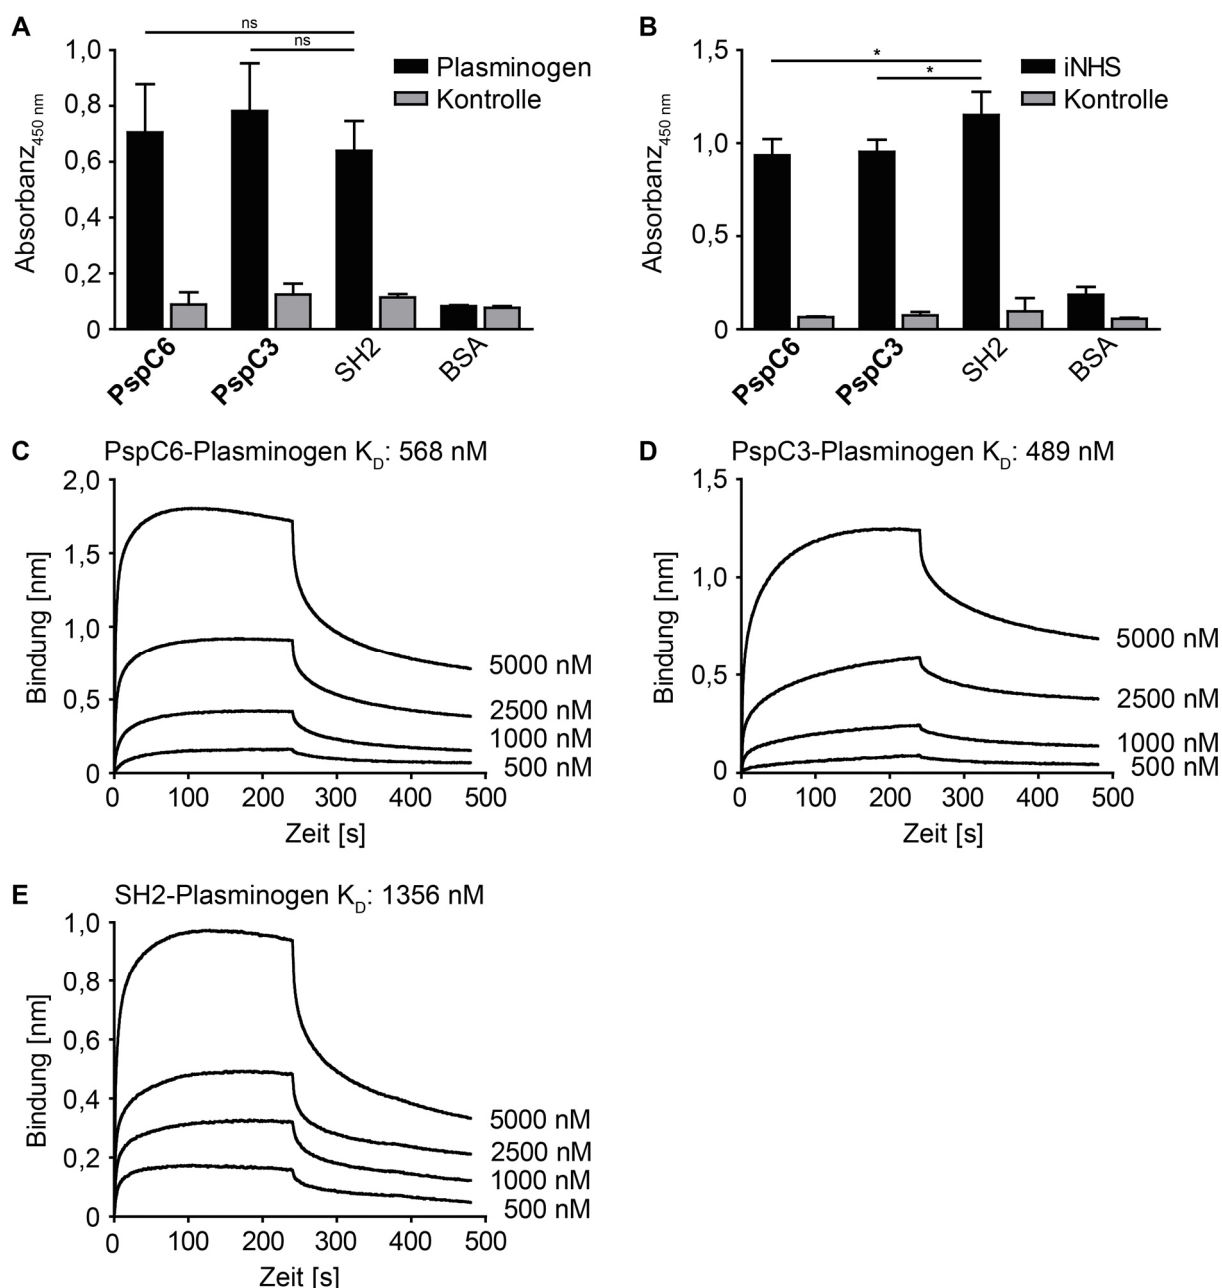 A
ns
ns
1,0
0,8
0,6
0,4
0,2
0
Absorbanz450 nm
Plasminogen
Kontrolle
PspC6
PspC3
SH2
BSA
B
*
*
1,5
1,0
0,5
0
Absorbanz450 nm
iNHS
Kontrolle
PspC6
PspC3
SH2
BSA
C
PspC6-Plasminogen KD: 568 nM
2,0
1,5
1,0
0,5
0
Bindung [nm]
5000 nM
2500 nM
1000 nM
500 nM
0 100 200 300 400 500
Zeit [s]
D
PspC3-Plasminogen KD: 489 nM
1,5
1,0
0,5
0
Bindung [nm]
5000 nM
2500 nM
1000 nM
500 nM
0 100 200 300 400 500
Zeit [s]
E
SH2-Plasminogen KD: 1356 nM
1,0
0,8
0,6
0,4
0,2
0
Bindung [nm]
5000 nM
2500 nM
1000 nM
500 nM
0 100 200 300 400 500
Zeit [s]